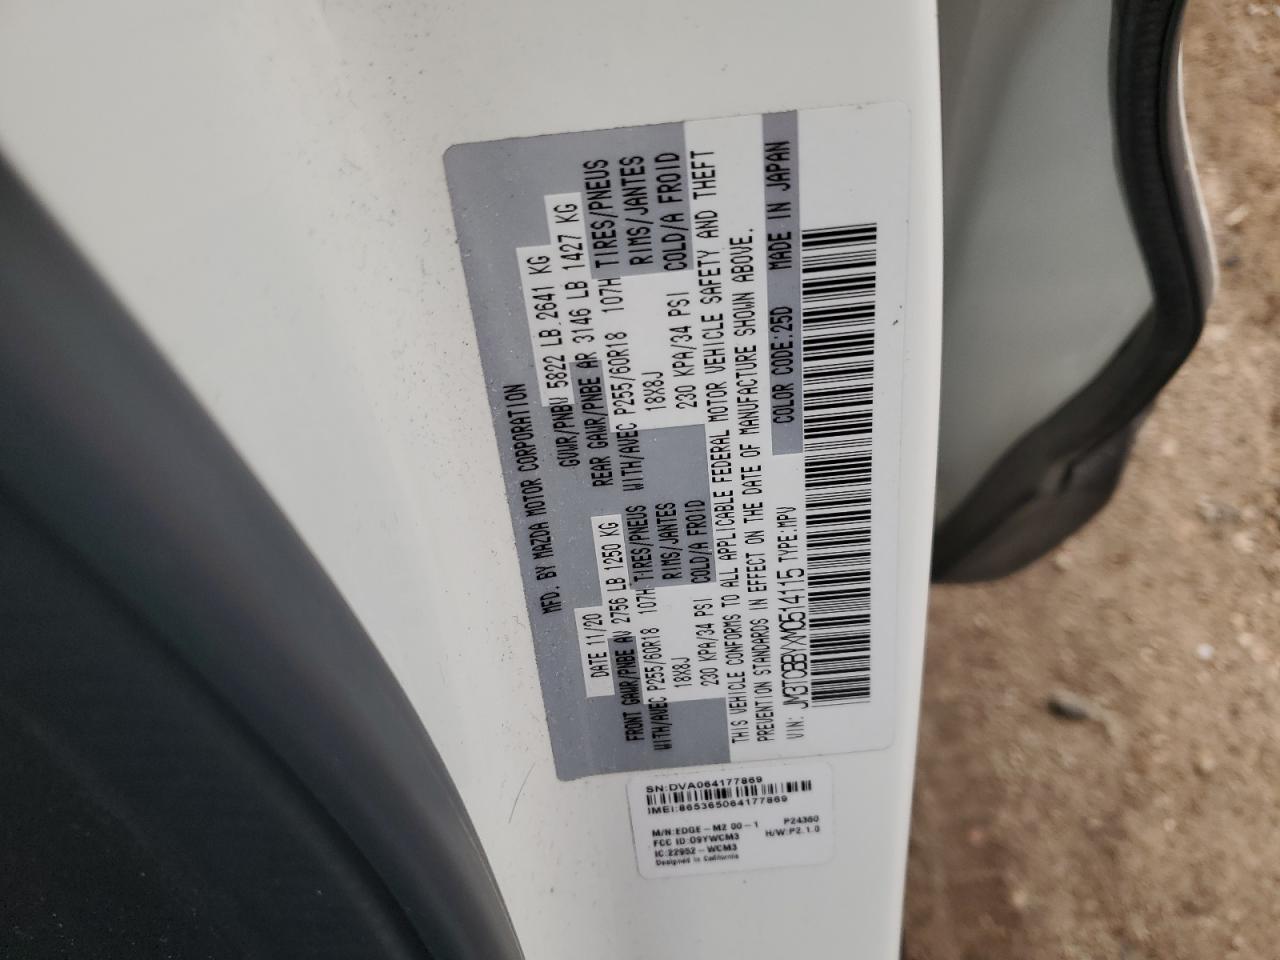 MFD. BY MAZDA MOTOR CORPORATION
DATE 11/20 GVWR/PNBV 5822 LB 2641 KG
FRONT GAWR/PNBE AV 2756 LB 1250 KG REAR GAWR/PNBE AR 3146 LB 1427 KG
WITH/AVEC P255/60R18 107H TIRES/PNEUS WITH/AVEC P255/60R18 107H TIRES/PNEUS
18X8J RIMS/JANTES 18X8J RIMS/JANTES
230 KPA/34 PSI COLD/A FROID 230 KPA/34 PSI COLD/A FROID
THIS VEHICLE CONFORMS TO ALL APPLICABLE FEDERAL MOTOR VEHICLE SAFETY AND THEFT
PREVENTION STANDARDS IN EFFECT ON THE DATE OF MANUFACTURE SHOWN ABOVE.
VIN: JM3TCBBYXM0514115 TYPE:MPV COLOR CODE:25D MADE IN JAPAN
SN:DVA064177869
IMEI:865365064177869
M/N:EDGE-M2 00-1 P24360
FCC ID:O9YWCM3 H/W:P2.1.0
IC:22952-WCM3
Designed in California